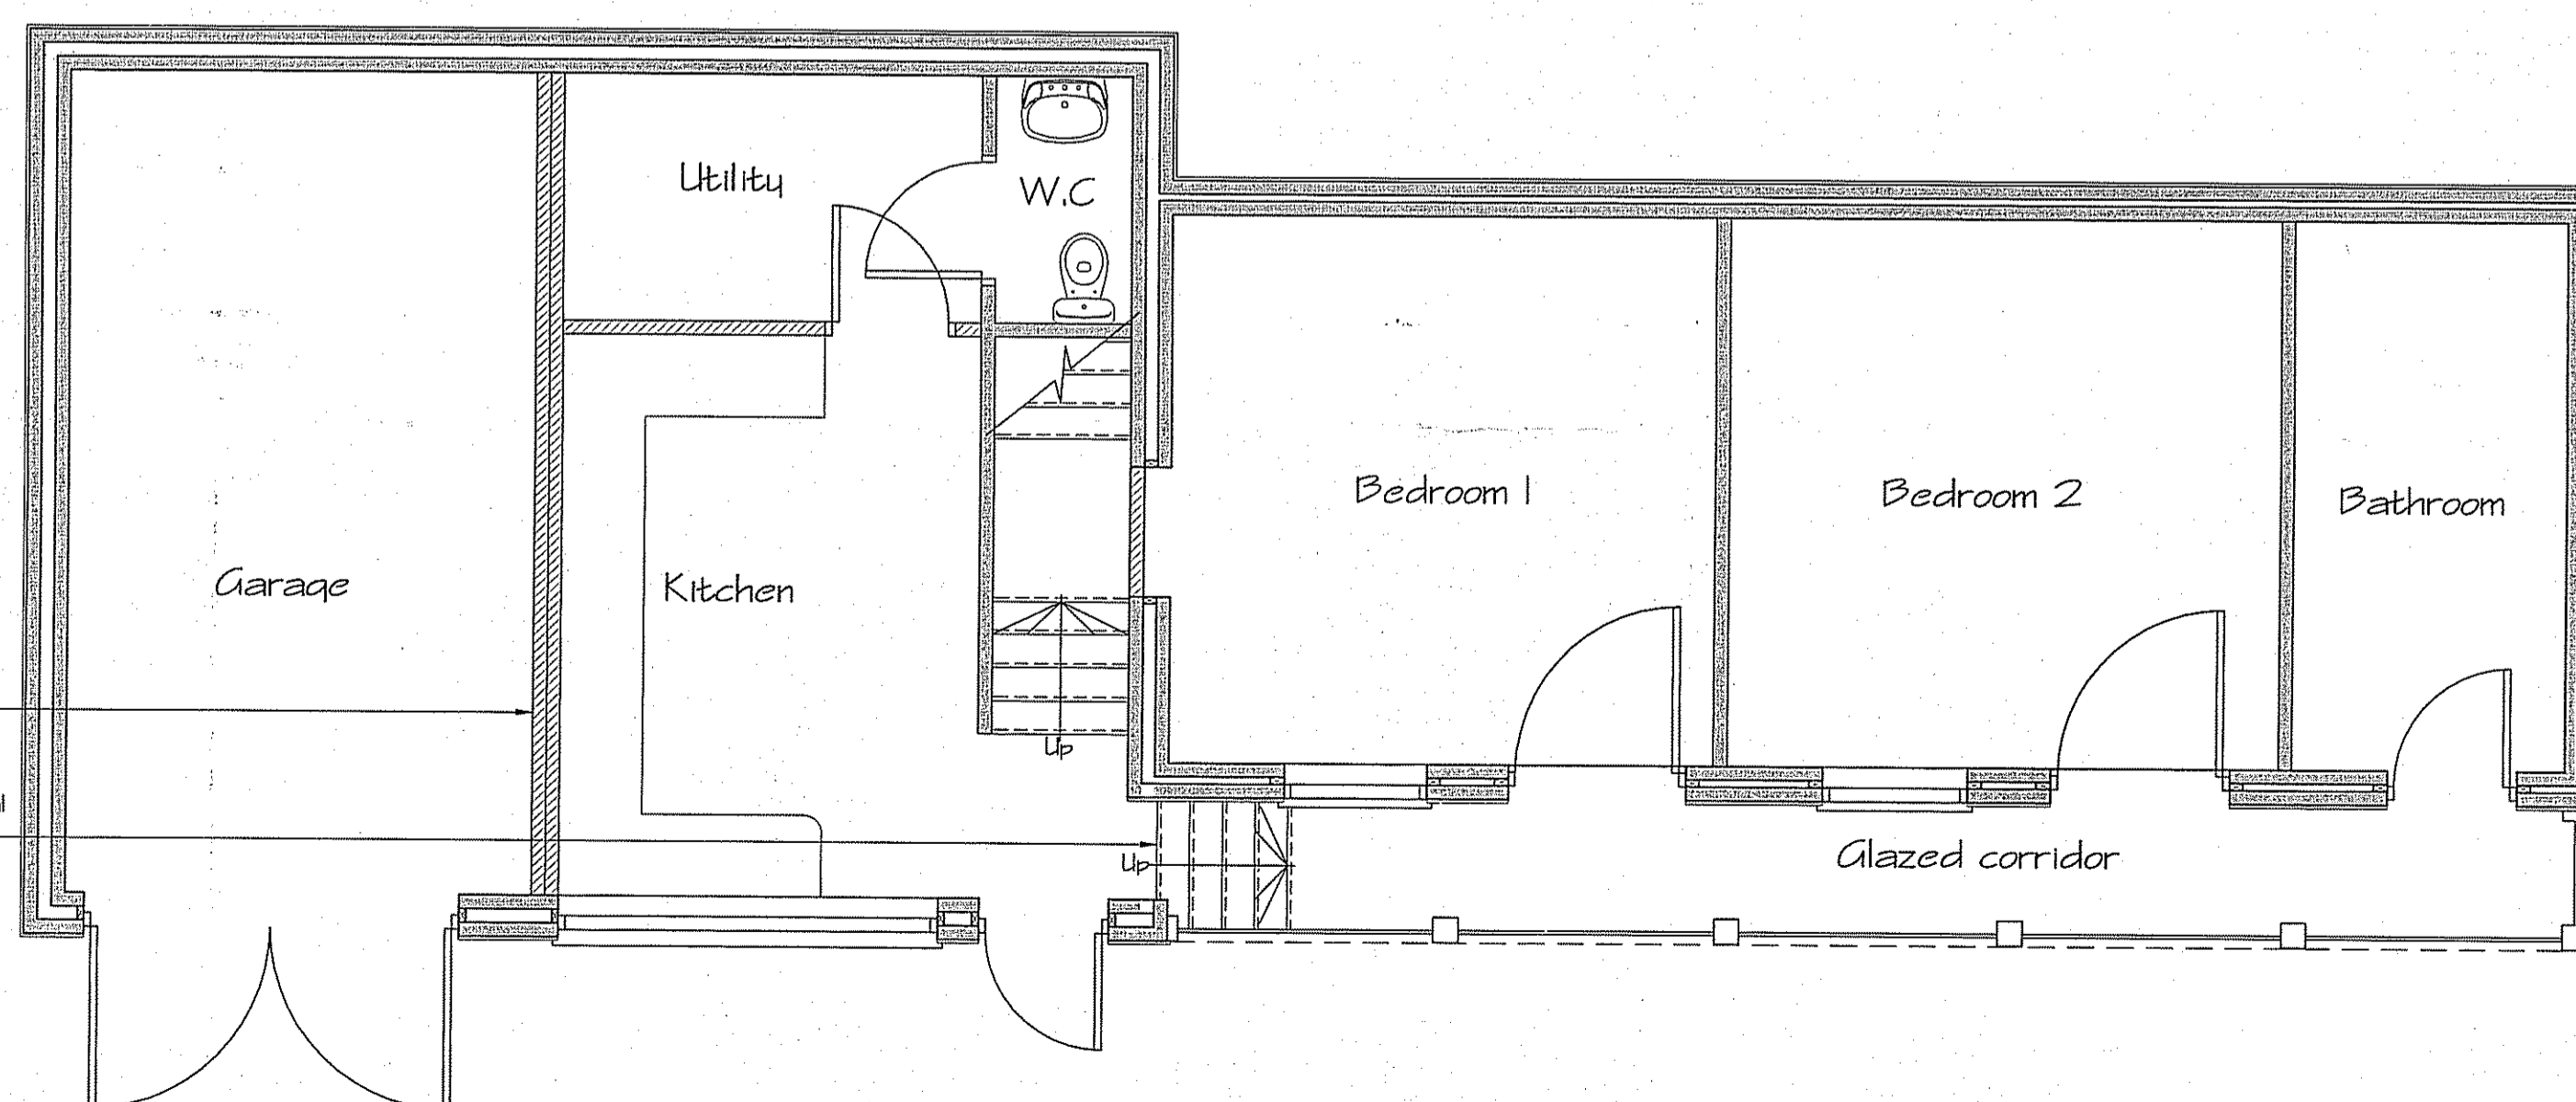 Utility
W.C
Bedroom 1
Bedroom 2
Bathroom
Garage
Kitchen
Up
Up
Glazed corridor